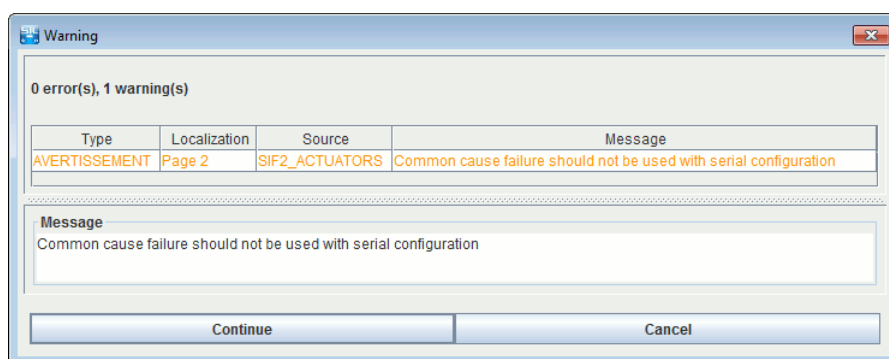 Warning
0 error(s), 1 warning(s)
Type Localization Source Message
AVERTISSEMENT Page 2 SIF2_ACTUATORS Common cause failure should not be used with serial configuration
Message
Common cause failure should not be used with serial configuration
Continue Cancel